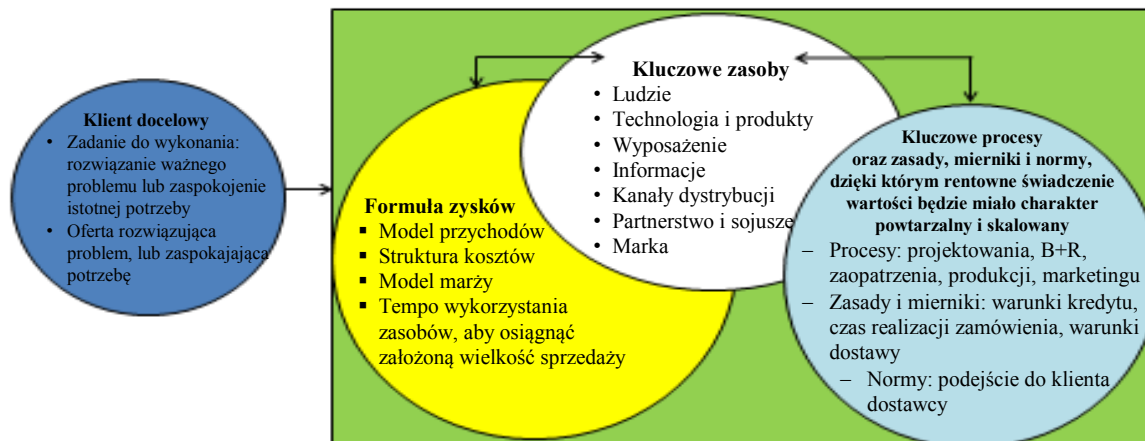 Klient docelowy
• Zadanie do wykonania:
rozwiązanie ważnego
problemu lub zaspokojenie
istotnej potrzeby
• Oferta rozwiązująca
problem, lub zaspakajająca
potrzebę
Formuła zysków
▪ Model przychodów
▪ Struktura kosztów
▪ Model marży
▪ Tempo wykorzystania
zasobów, aby osiągnąć
założoną wielkość sprzedaży
Kluczowe zasoby
• Ludzie
• Technologia i produkty
• Wyposażenie
• Informacje
• Kanały dystrybucji
• Partnerstwo i sojusze
• Marka
Kluczowe procesy
oraz zasady, mierniki i normy,
dzięki którym rentowne świadczenie
wartości będzie miało charakter
powtarzalny i skalowany
– Procesy: projektowania, B+R,
zaopatrzenia, produkcji, marketingu
– Zasady i mierniki: warunki kredytu,
czas realizacji zamówienia, warunki
dostawy
– Normy: podejście do klienta
dostawcy